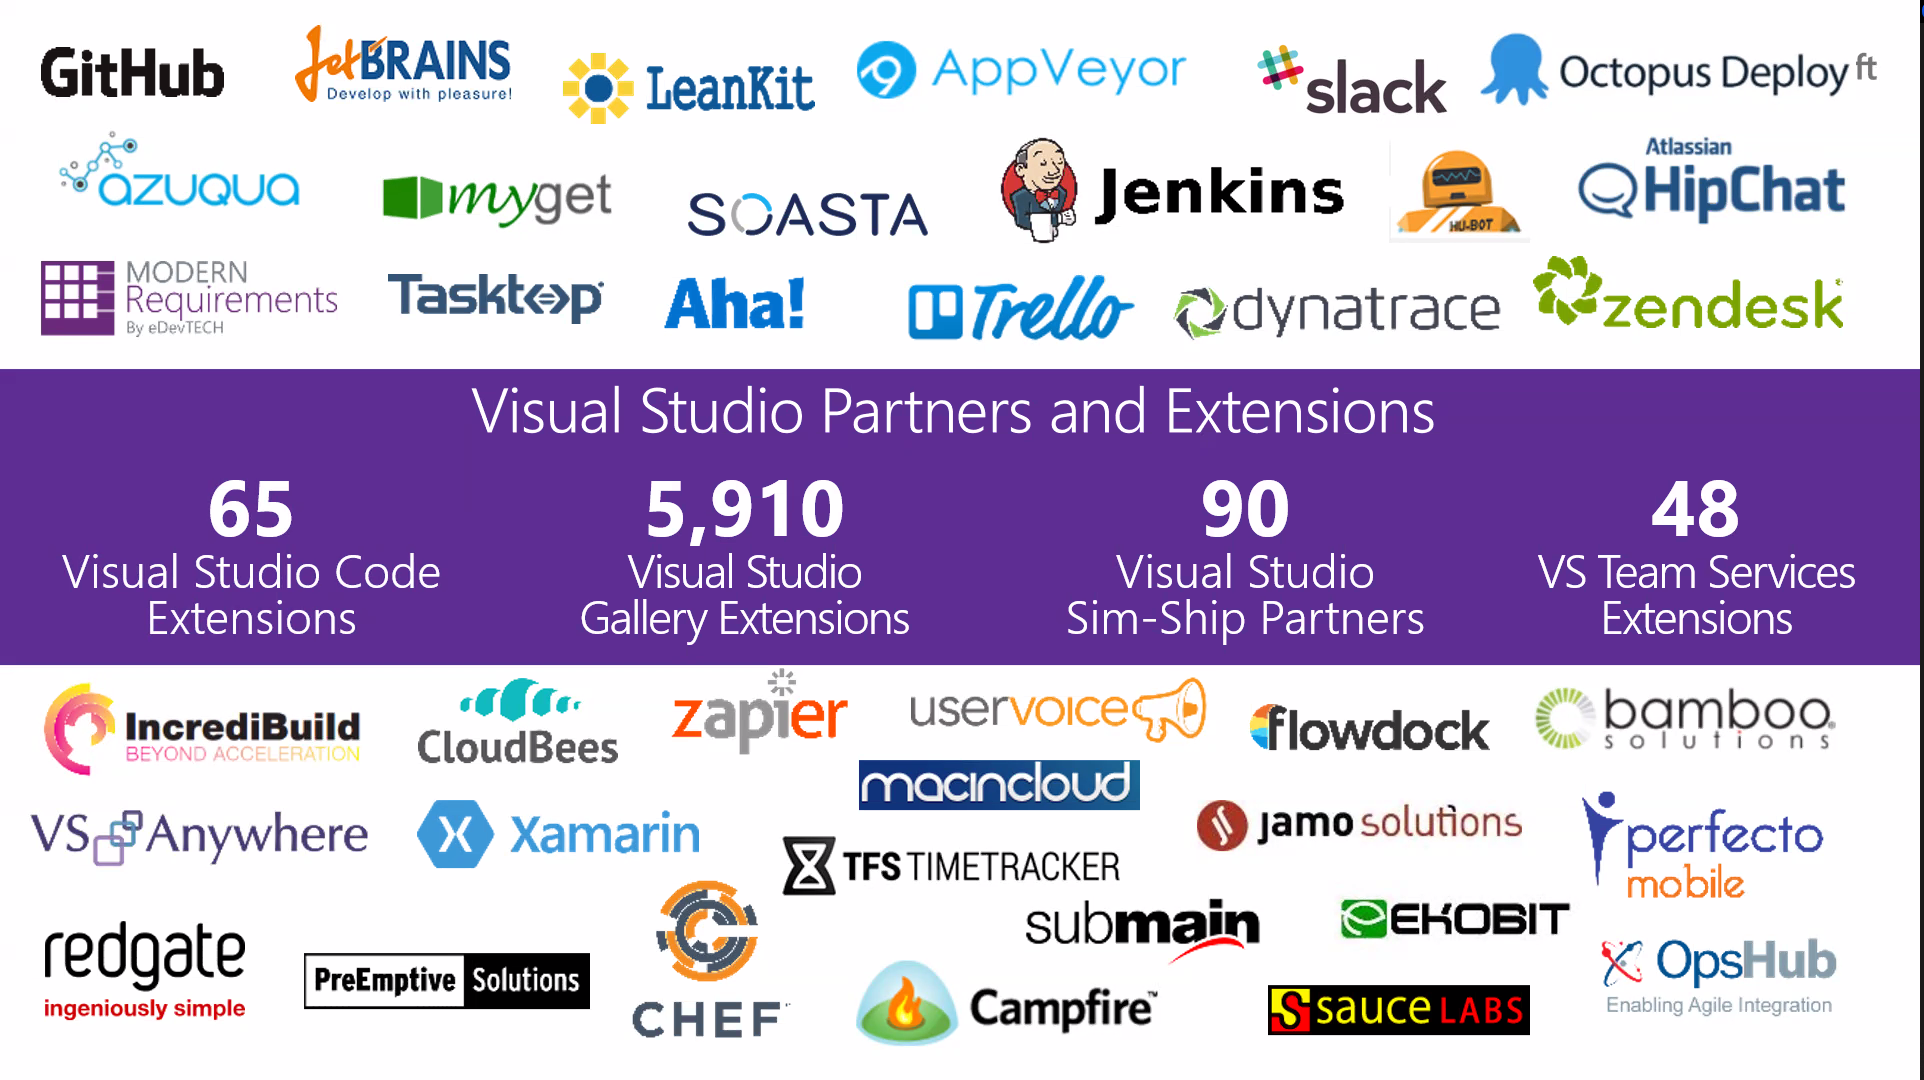 GitHub
JetBRAINS
Develop with pleasure!
LeanKit
AppVeyor
slack
Octopus Deploy
ft
azuqua
myget
SOASTA
Jenkins
HU-BOT
Atlassian
HipChat
MODERN
Requirements
By eDevTECH
Tasktop
Aha!
Trello
dynatrace
zendesk
Visual Studio Partners and Extensions
65
Visual Studio Code
Extensions
5,910
Visual Studio
Gallery Extensions
90
Visual Studio
Sim-Ship Partners
48
VS Team Services
Extensions
IncrediBuild
BEYOND ACCELERATION
CloudBees
zapier
uservoice
flowdock
bamboo
solutions
macincloud
VS Anywhere
Xamarin
TFS TIMETRACKER
jamo solutions
perfecto
mobile
redgate
ingeniously simple
PreEmptive Solutions
CHEF
submain
EKOBIT
OpsHub
Enabling Agile Integration
Campfire™
SAUCE LABS